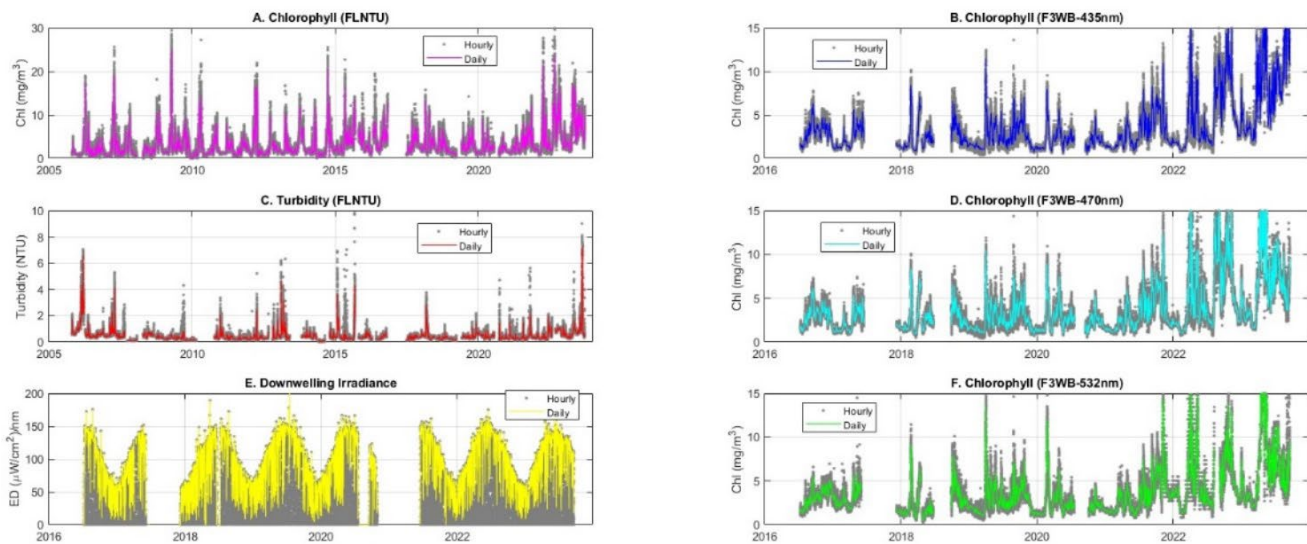 A. Chlorophyll (FLNTU)
30
20
10
0
Chl (mg/m³)
Hourly
Daily
2005 2010 2015 2020
B. Chlorophyll (F3WB-435nm)
15
10
5
0
Chl (mg/m³)
Hourly
Daily
2016 2018 2020 2022
C. Turbidity (FLNTU)
10
8
6
4
2
0
Turbidity (NTU)
Hourly
Daily
2005 2010 2015 2020
D. Chlorophyll (F3WB-470nm)
15
10
5
0
Chl (mg/m³)
Hourly
Daily
2016 2018 2020 2022
E. Downwelling Irradiance
200
150
100
50
0
ED (μW/cm²)/nm
Hourly
Daily
2016 2018 2020 2022
F. Chlorophyll (F3WB-532nm)
15
10
5
0
Chl (mg/m³)
Hourly
Daily
2016 2018 2020 2022